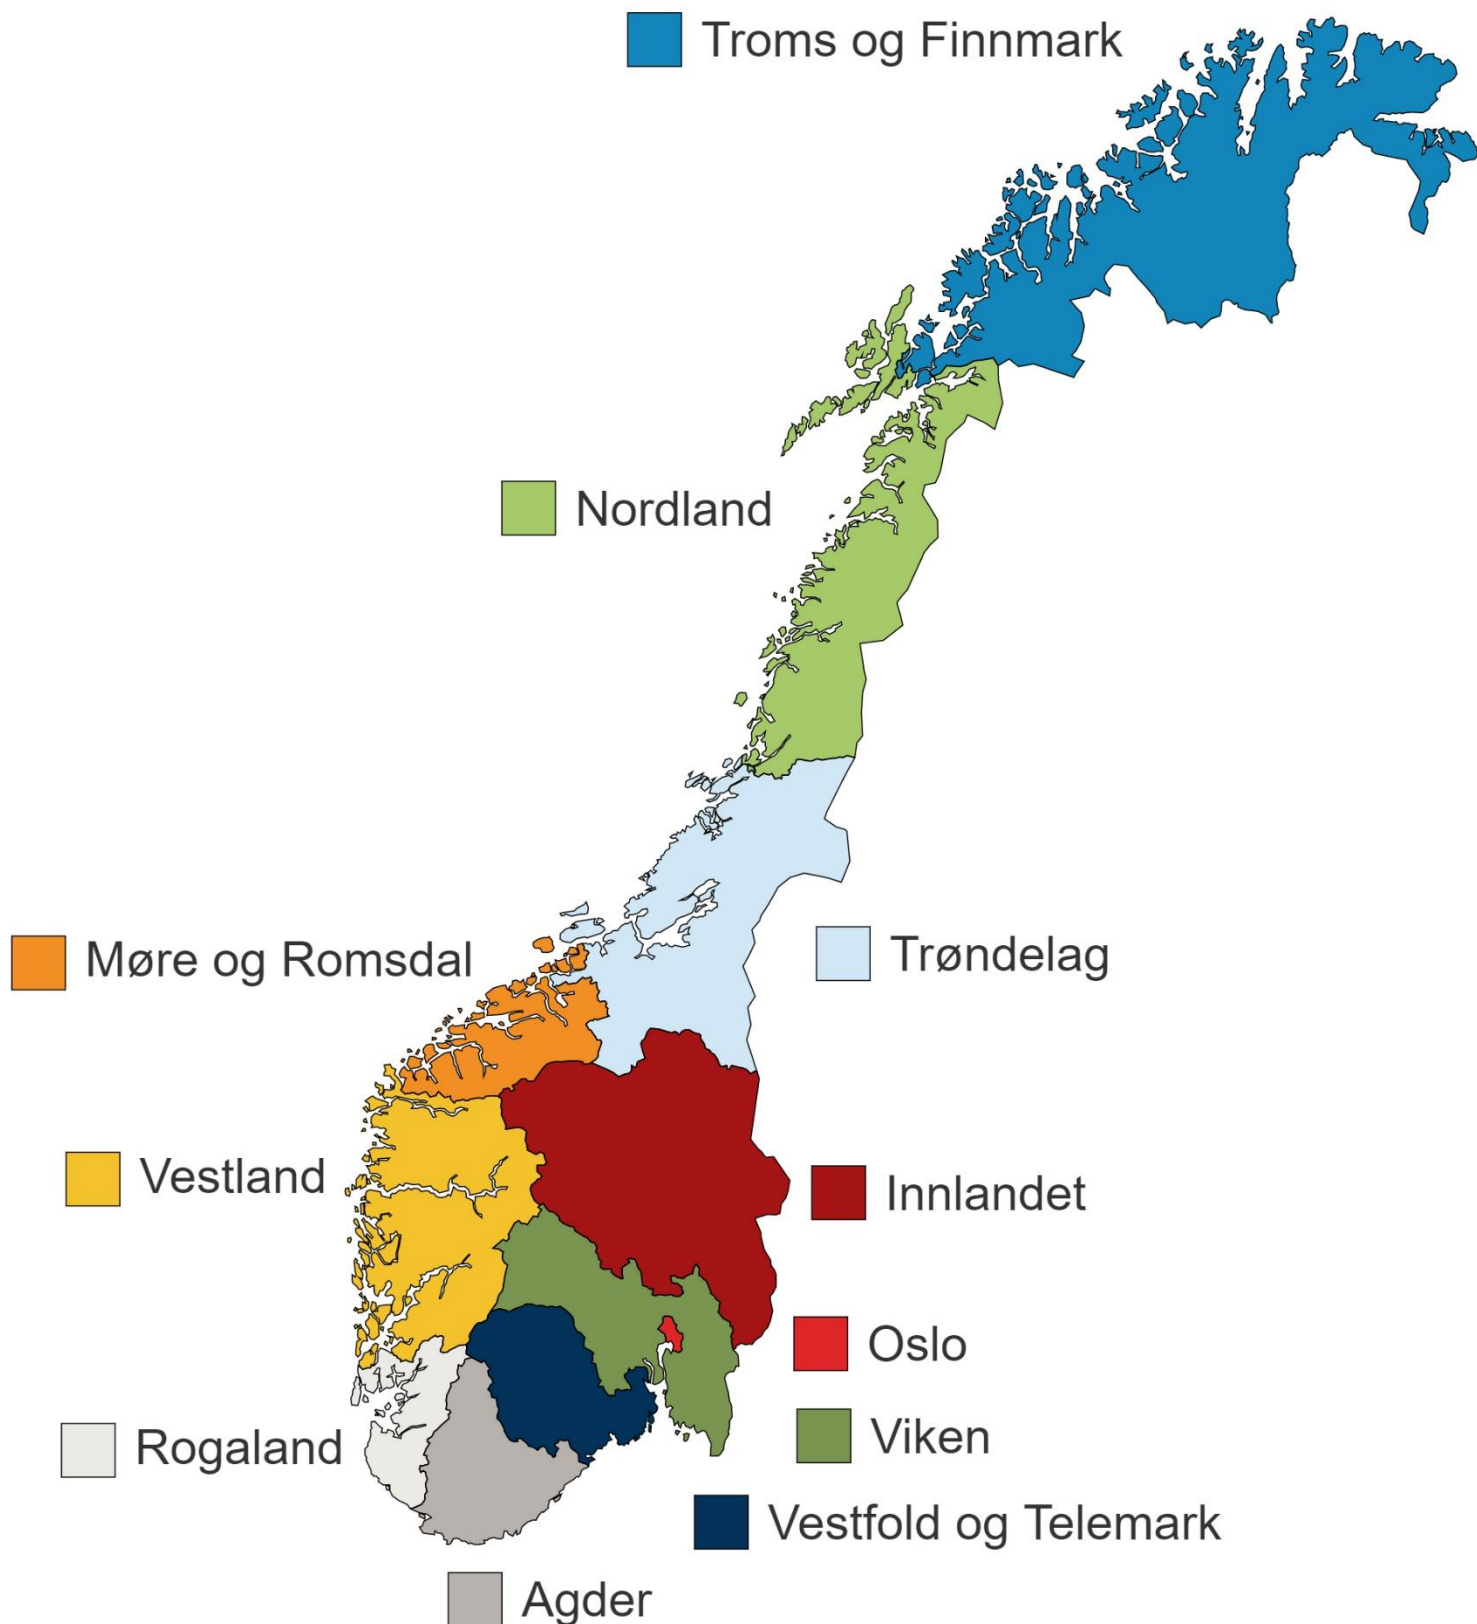 Troms og Finnmark
Nordland
Møre og Romsdal
Trøndelag
Vestland
Innlandet
Oslo
Rogaland
Viken
Vestfold og Telemark
Agder